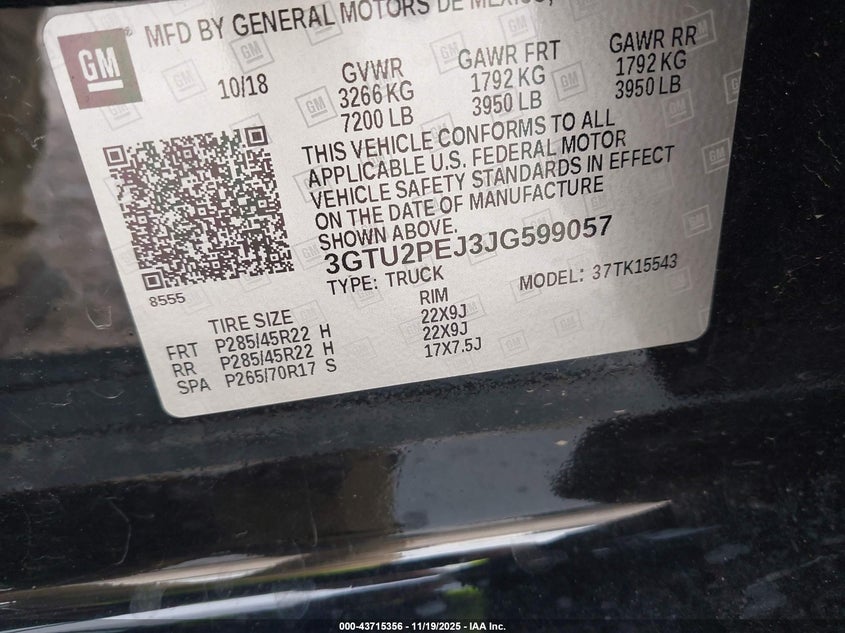 MFD BY GENERAL MOTORS DE MEXICO,
GM
10/18
GVWR
3266 KG
7200 LB
GAWR FRT
1792 KG
3950 LB
GAWR RR
1792 KG
3950 LB
THIS VEHICLE CONFORMS TO ALL
APPLICABLE U.S. FEDERAL MOTOR
VEHICLE SAFETY STANDARDS IN EFFECT
ON THE DATE OF MANUFACTURE
SHOWN ABOVE.
3GTU2PEJ3JG599057
TYPE: TRUCK
MODEL: 37TK15543
8555
TIRE SIZE RIM
FRT P285/45R22 H 22X9J
RR P285/45R22 H 22X9J
SPA P265/70R17 S 17X7.5J
000-43715356 - 11/19/2025 - IAA Inc.